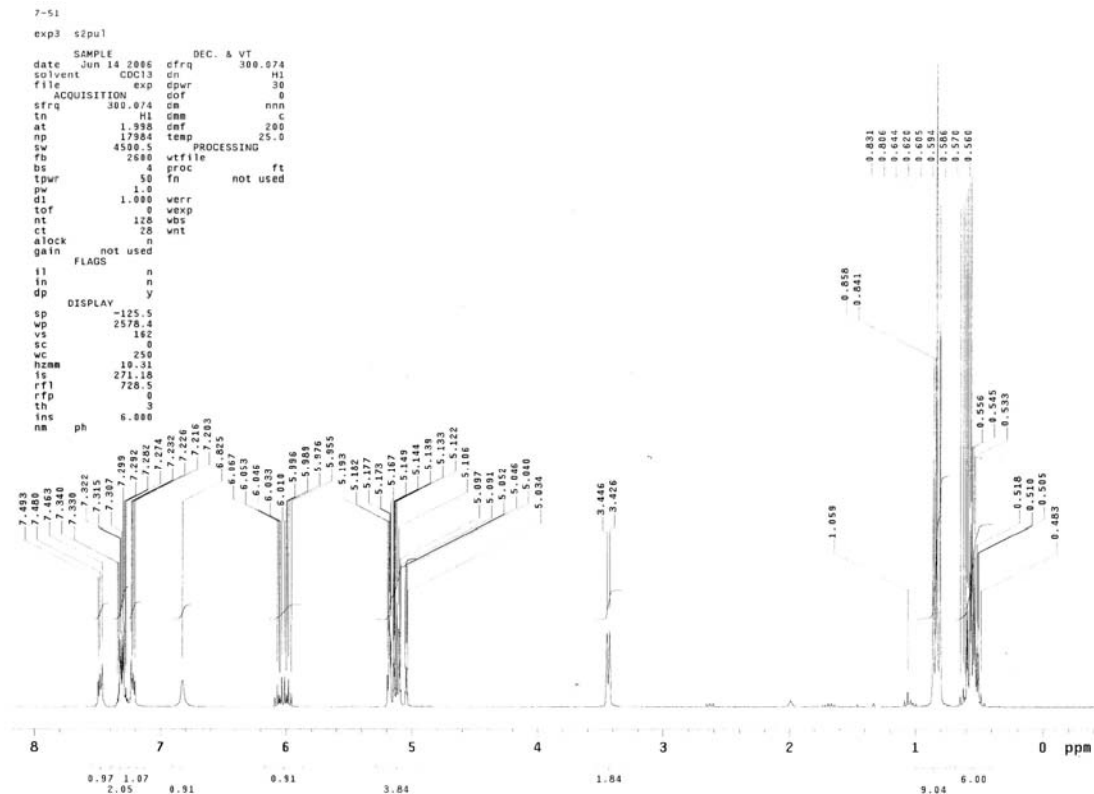 7-51
exp3 s2pul
SAMPLE DEC. & VT
date Jun 14 2006 dfrq 300.074
solvent CDCl3 dn H1
file exp dpwr 30
ACQUISITION dof 0
sfrq 300.074 dm nnn
tn H1 dmm c
at 1.998 dmf 200
np 17984 temp 25.0
sw 4500.5 PROCESSING
fb 2600 wtfile
bs 4 proc ft
tpwr 50 fn not used
pw 1.0
d1 1.000 werr
tof 0 wexp
nt 128 wbs
ct 28 wnt
alock n
gain not used
FLAGS
il n
in n
dp y
DISPLAY
sp -125.5
wp 2578.4
vs 162
sc 0
wc 250
hzmm 10.31
is 271.18
rfl 728.5
rfp 0
th 3
ins 6.000
nm ph
7.493
7.480
7.463
7.340
7.330
7.322
7.315
7.307
7.299
7.292
7.282
7.274
7.232
7.226
7.216
7.203
6.825
6.067
6.053
6.046
6.033
6.010
5.996
5.989
5.976
5.955
5.193
5.182
5.177
5.173
5.167
5.149
5.144
5.139
5.133
5.122
5.106
5.097
5.091
5.052
5.046
5.040
5.034
3.446
3.426
1.059
0.858
0.841
0.831
0.806
0.644
0.620
0.605
0.594
0.586
0.570
0.560
0.556
0.545
0.533
0.518
0.510
0.505
0.483
8 7 6 5 4 3 2 1 0 ppm
0.97 1.07 0.91 1.84 6.00
2.05 0.91 3.84 9.04